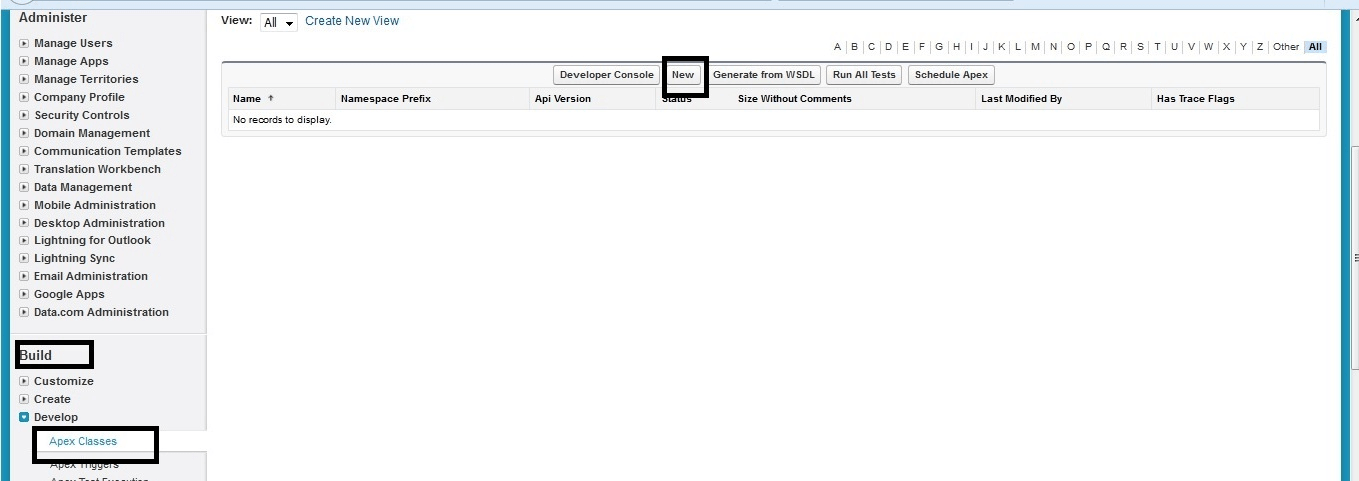 Administer
Manage Users
Manage Apps
Manage Territories
Company Profile
Security Controls
Domain Management
Communication Templates
Translation Workbench
Data Management
Mobile Administration
Desktop Administration
Lightning for Outlook
Lightning Sync
Email Administration
Google Apps
Data.com Administration
Build
Customize
Create
Develop
Apex Classes
Apex Triggers
Apex Test Execution
View: All Create New View
A B C D E F G H I J K L M N O P Q R S T U V W X Y Z Other All
Developer Console New Generate from WSDL Run All Tests Schedule Apex
Name Namespace Prefix Api Version Status Size Without Comments Last Modified By Has Trace Flags
No records to display.